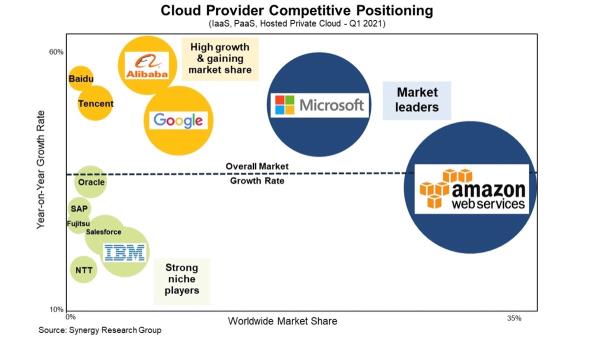 Cloud Provider Competitive Positioning
(IaaS, PaaS, Hosted Private Cloud - Q1 2021)
60%
Year-on-Year Growth Rate
10%
Baidu
Tencent
Alibaba
Google
High growth
& gaining
market share
Microsoft
Market
leaders
Overall Market
Growth Rate
amazon
web services
Oracle
SAP
Fujitsu
Salesforce
IBM
NTT
Strong
niche
players
0%
Worldwide Market Share
35%
Source: Synergy Research Group